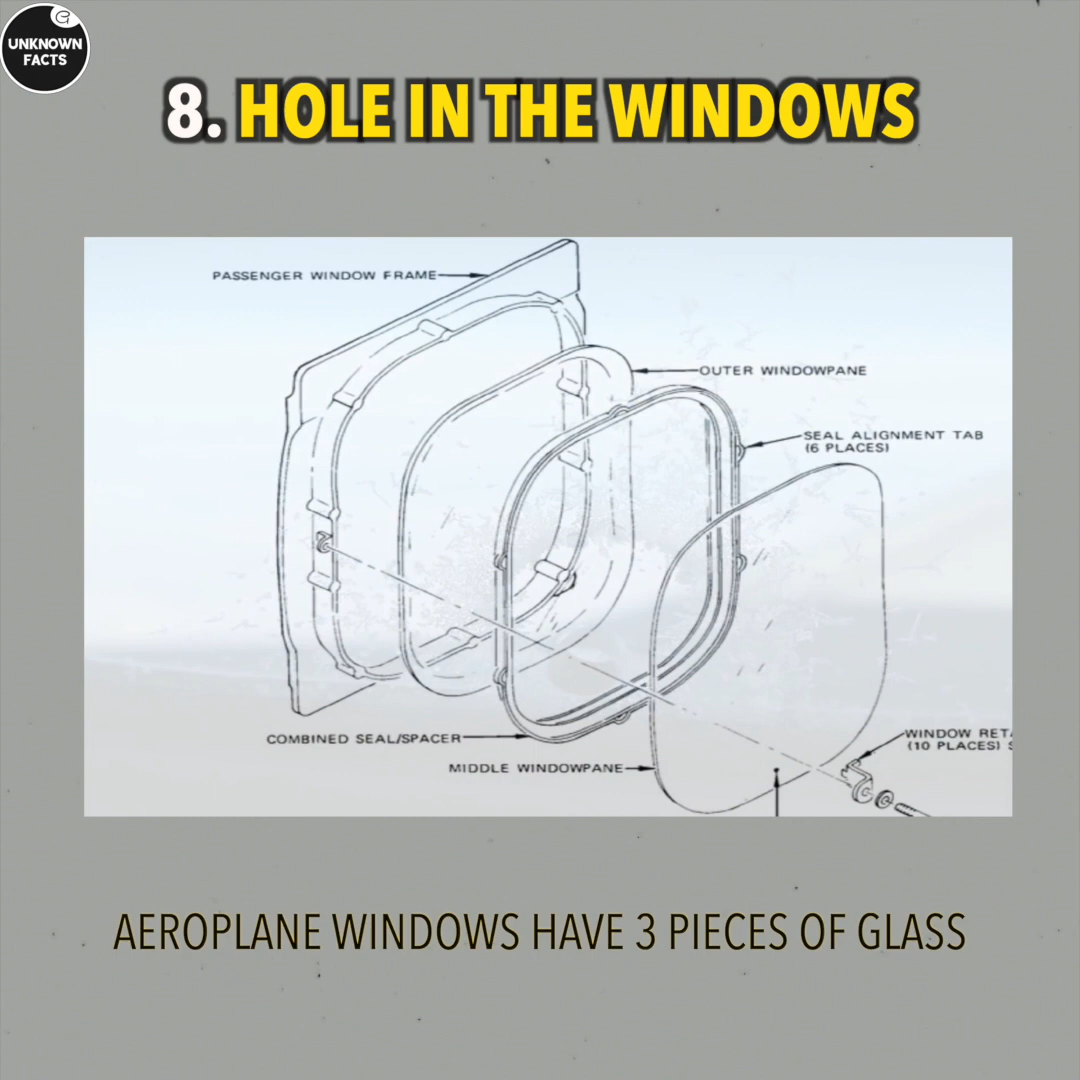 UNKNOWN
FACTS
8. HOLE IN THE WINDOWS
PASSENGER WINDOW FRAME
OUTER WINDOWPANE
SEAL ALIGNMENT TAB
(6 PLACES)
COMBINED SEAL/SPACER
MIDDLE WINDOWPANE
WINDOW
(10 PLACES)
AEROPLANE WINDOWS HAVE 3 PIECES OF GLASS